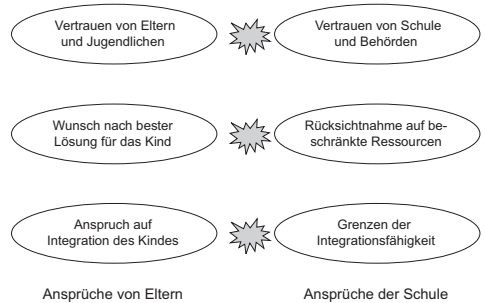 Vertrauen von Eltern
und Jugendlichen
Vertrauen von Schule
und Behörden
Wunsch nach bester
Lösung für das Kind
Rücksichtnahme auf be-
schränkte Ressourcen
Anspruch auf
Integration des Kindes
Grenzen der
Integrationsfähigkeit
Ansprüche von Eltern
Ansprüche der Schule